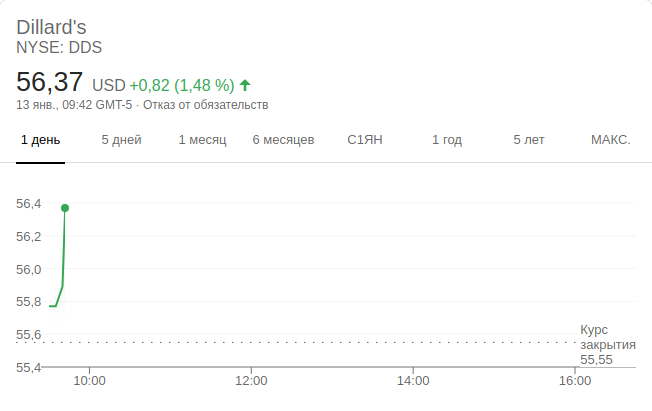 Dillard's
NYSE: DDS
56,37 USD +0,82 (1,48 %)
13 янв., 09:42 GMT-5 · Отказ от обязательств
1 день 5 дней 1 месяц 6 месяцев С1ЯН 1 год 5 лет МАКС.
56,4
56,2
56,0
55,8
55,6
55,4
Курс
закрытия
55,55
10:00 12:00 14:00 16:00